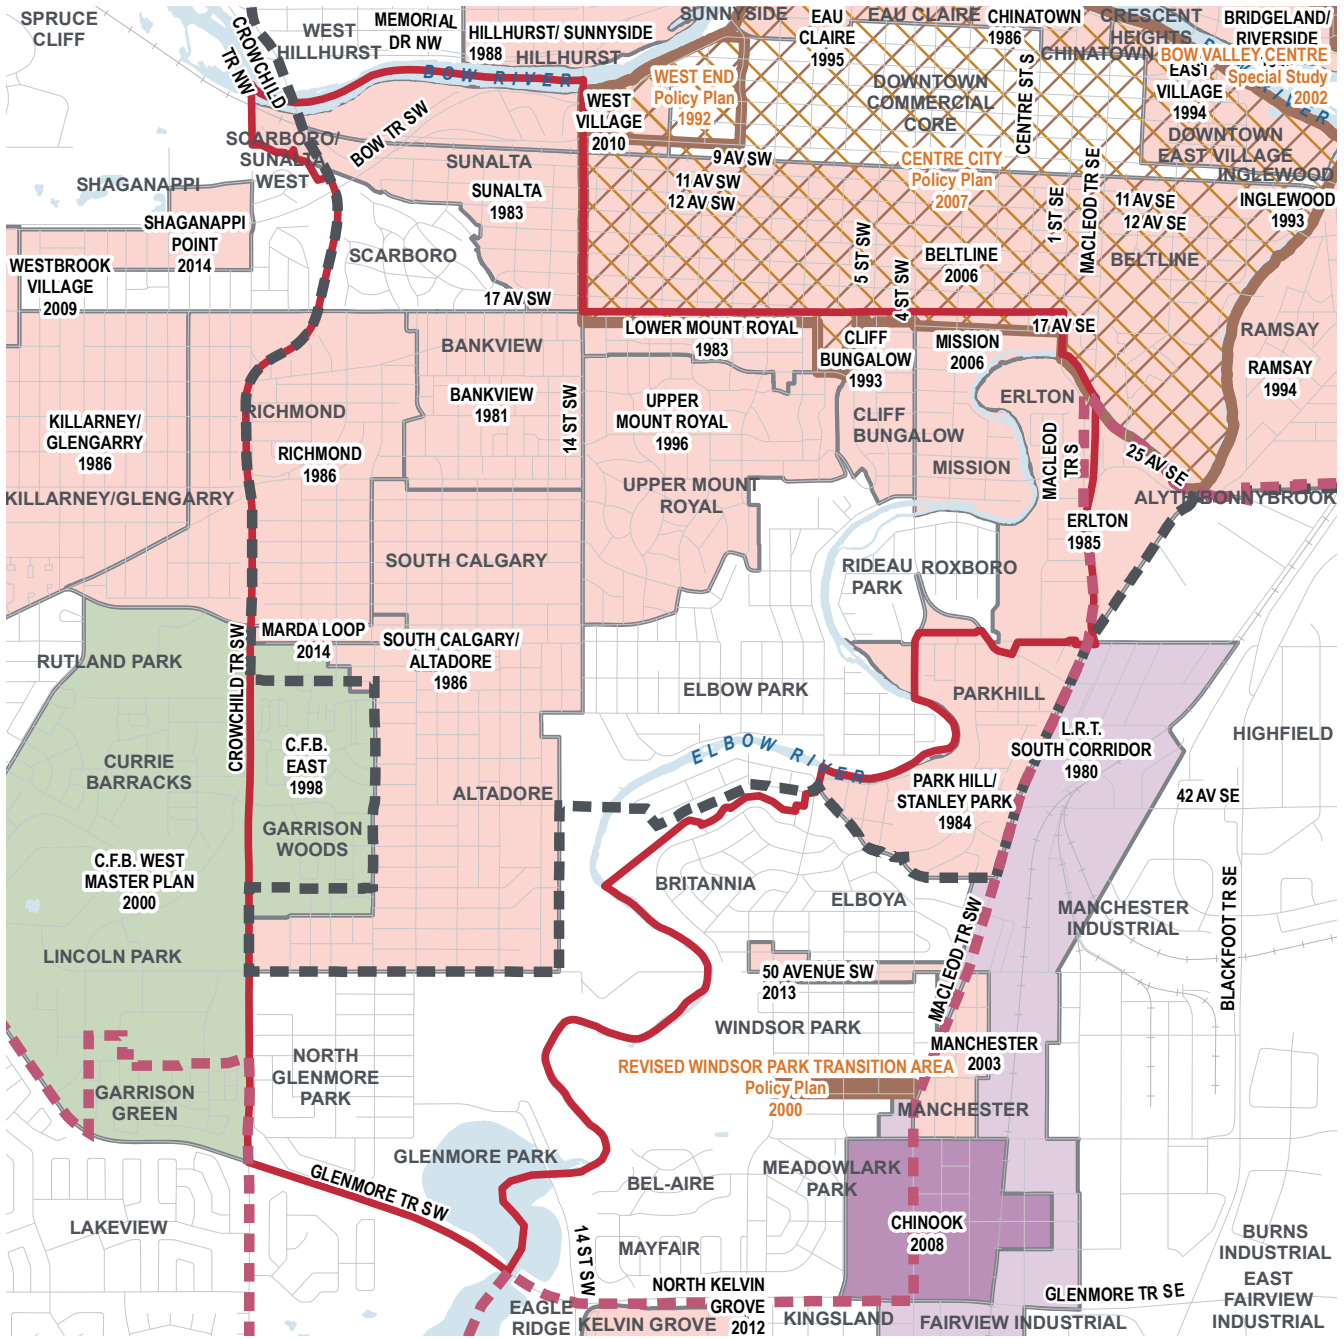 SPRUCE
CLIFF
CROWCHILD
TR NW
WEST
HILLHURST
MEMORIAL
DR NW
HILLHURST/ SUNNYSIDE
1988
HILLHURST
BOW RIVER
SUNNYSIDE
EAU
CLAIRE
1995
EAU CLAIRE
CHINATOWN
1986
CENTRE ST S
CRESCENT
HEIGHTS
CHINATOWN
BRIDGELAND/
RIVERSIDE
BOW VALLEY CENTRE
Special Study
2002
EAST
VILLAGE
1994
RIVER
WEST END
Policy Plan
1992
DOWNTOWN
COMMERCIAL
CORE
DOWNTOWN
EAST VILLAGE
INGLEWOOD
INGLEWOOD
1993
WEST
VILLAGE
2010
BOW TR SW
SCARBORO/
SUNALTA
WEST
SUNALTA
SUNALTA
1983
9 AV SW
11 AV SW
12 AV SW
CENTRE CITY
Policy Plan
2007
1 ST SE
MACLEOD TR SE
11 AV SE
12 AV SE
SHAGANAPPI
SHAGANAPPI
POINT
2014
SCARBORO
5 ST SW
4 ST SW
BELTLINE
2006
BELTLINE
WESTBROOK
VILLAGE
2009
17 AV SW
17 AV SE
LOWER MOUNT ROYAL
1983
CLIFF
BUNGALOW
1993
MISSION
2006
RAMSAY
RAMSAY
1994
BANKVIEW
BANKVIEW
1981
14 ST SW
UPPER
MOUNT ROYAL
1996
ERLTON
KILLARNEY/
GLENGARRY
1986
RICHMOND
RICHMOND
1986
CLIFF
BUNGALOW
MISSION
MACLEOD
TR S
25 AV SE
KILLARNEY/GLENGARRY
UPPER MOUNT
ROYAL
ALYTH/BONNYBROOK
ERLTON
1985
SOUTH CALGARY
RIDEAU
PARK
ROXBORO
CROWCHILD TR SW
MARDA LOOP
2014
SOUTH CALGARY/
ALTADORE
1986
RUTLAND PARK
ELBOW PARK
PARKHILL
L.R.T.
SOUTH CORRIDOR
1980
HIGHFIELD
CURRIE
BARRACKS
C.F.B.
EAST
1998
ELBOW RIVER
ALTADORE
PARK HILL/
STANLEY PARK
1984
42 AV SE
GARRISON
WOODS
C.F.B. WEST
MASTER PLAN
2000
BRITANNIA
ELBOYA
MACLEOD TR SW
MANCHESTER
INDUSTRIAL
BLACKFOOT TR SE
LINCOLN PARK
50 AVENUE SW
2013
WINDSOR PARK
MANCHESTER
2003
NORTH
GLENMORE
PARK
REVISED WINDSOR PARK TRANSITION AREA
Policy Plan
2000
GARRISON
GREEN
MANCHESTER
GLENMORE PARK
GLENMORE TR SW
BEL-AIRE
MEADOWLARK
PARK
LAKEVIEW
CHINOOK
2008
14 ST SW
MAYFAIR
BURNS
INDUSTRIAL
NORTH KELVIN
GROVE
2012
GLENMORE TR SE
EAST
FAIRVIEW
INDUSTRIAL
EAGLE
RIDGE
KELVIN GROVE
KINGSLAND
FAIRVIEW INDUSTRIAL